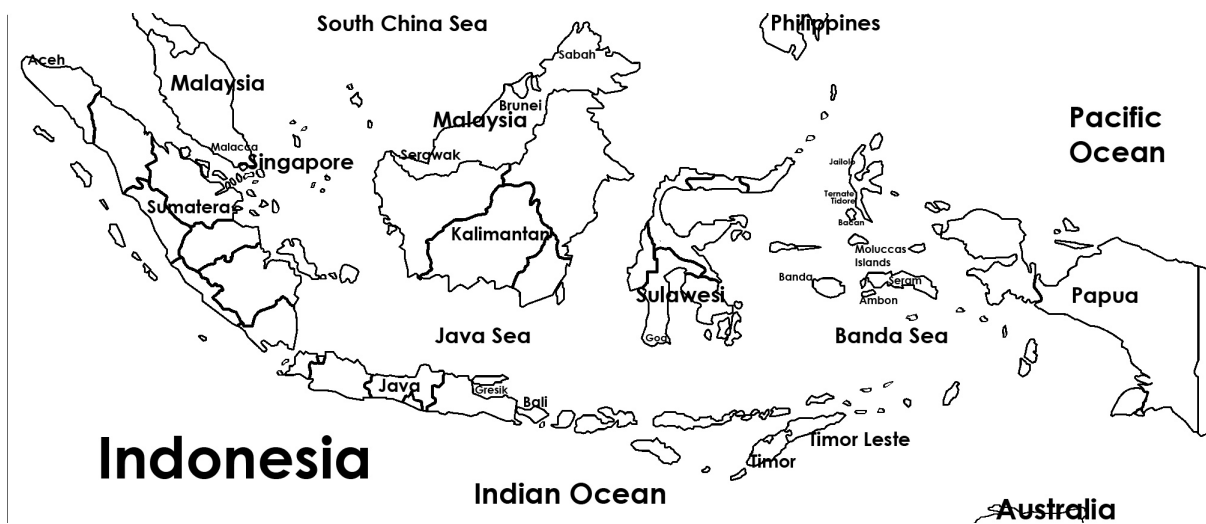 South China Sea
Philippines
Aceh
Sabah
Malaysia
Brunei
Malaysia
Pacific
Ocean
Malacca
Singapore
Serawak
Jailolo
Ternate
Tidore
Sumateras
Bacan
Kalimantan
Moluccas
Islands
Banda
Seram
Sulawesi
Ambon
Papua
Java Sea
Goa
Banda Sea
Java
Gresik
Bali
Timor Leste
Indonesia
Timor
Indian Ocean
Australia